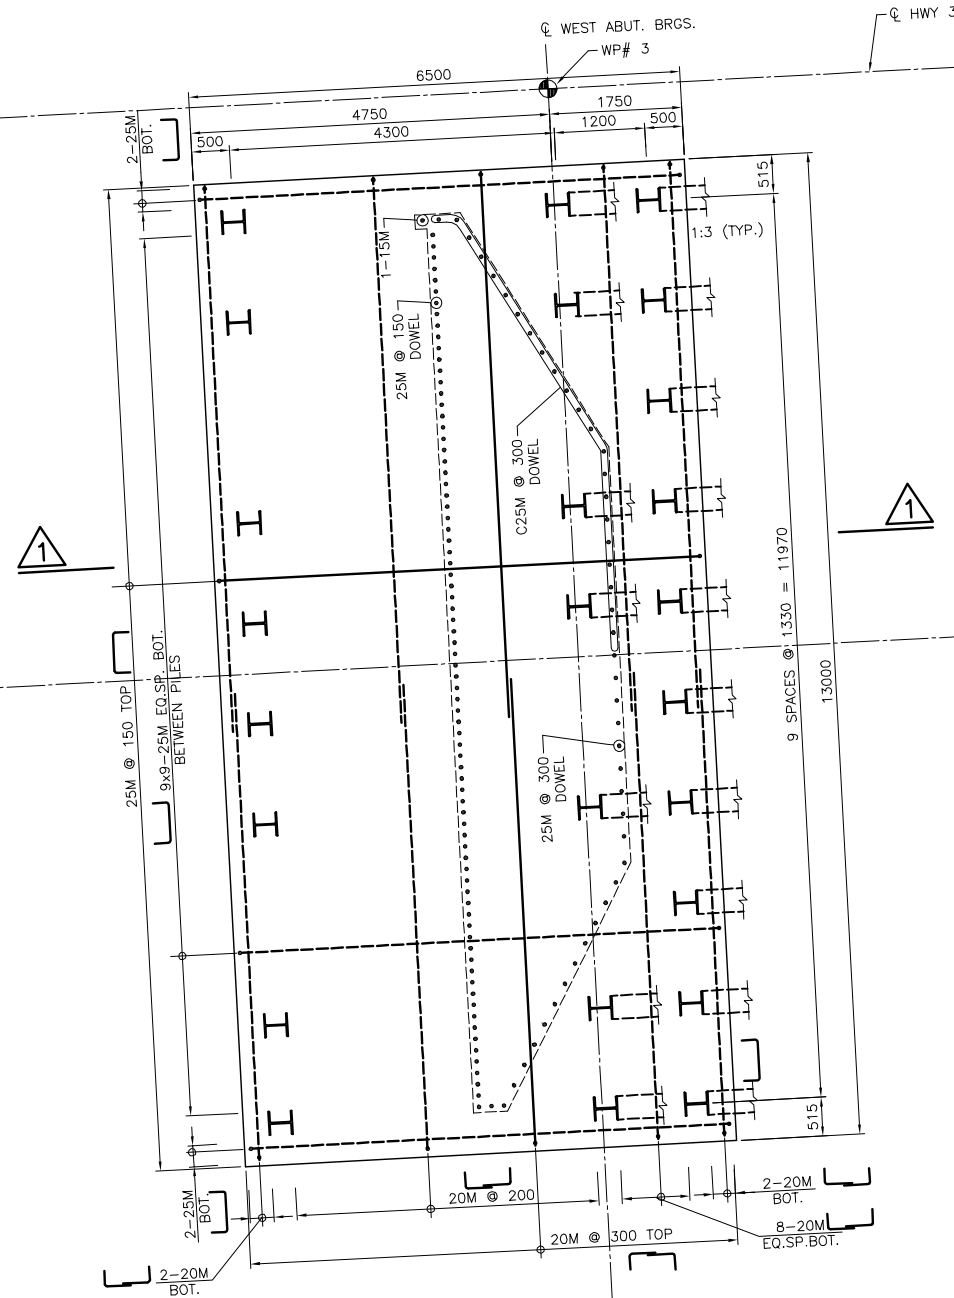 ℄ WEST ABUT. BRGS.
WP# 3
℄ HWY 3
6500
4750
1750
4300
1200
500
500
2-25M
BOT.
515
1:3 (TYP.)
1-15M
25M @ 150
DOWEL
C25M @ 300
DOWEL
1
1
9 SPACES @ 1330 = 11970
13000
25M @ 150 TOP
9x9-25M EQ.SP. BOT.
BETWEEN PILES
25M @ 300
DOWEL
515
2-25M
BOT.
20M @ 200
2-20M
BOT.
8-20M
EQ.SP.BOT.
20M @ 300 TOP
2-20M
BOT.